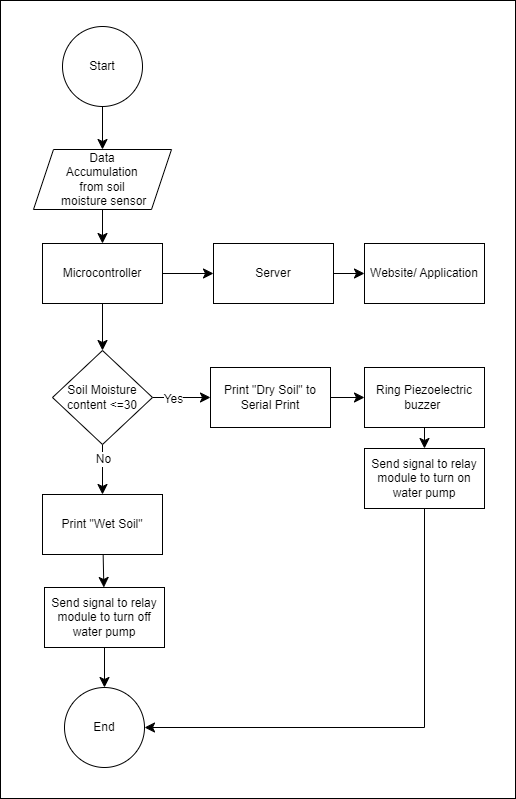 Start
Data
Accumulation
from soil
moisture sensor
Microcontroller
Server
Website/ Application
Soil Moisture
content <=30
Yes
Print "Dry Soil" to
Serial Print
Ring Piezoelectric
buzzer
Send signal to relay
module to turn on
water pump
No
Print "Wet Soil"
Send signal to relay
module to turn off
water pump
End